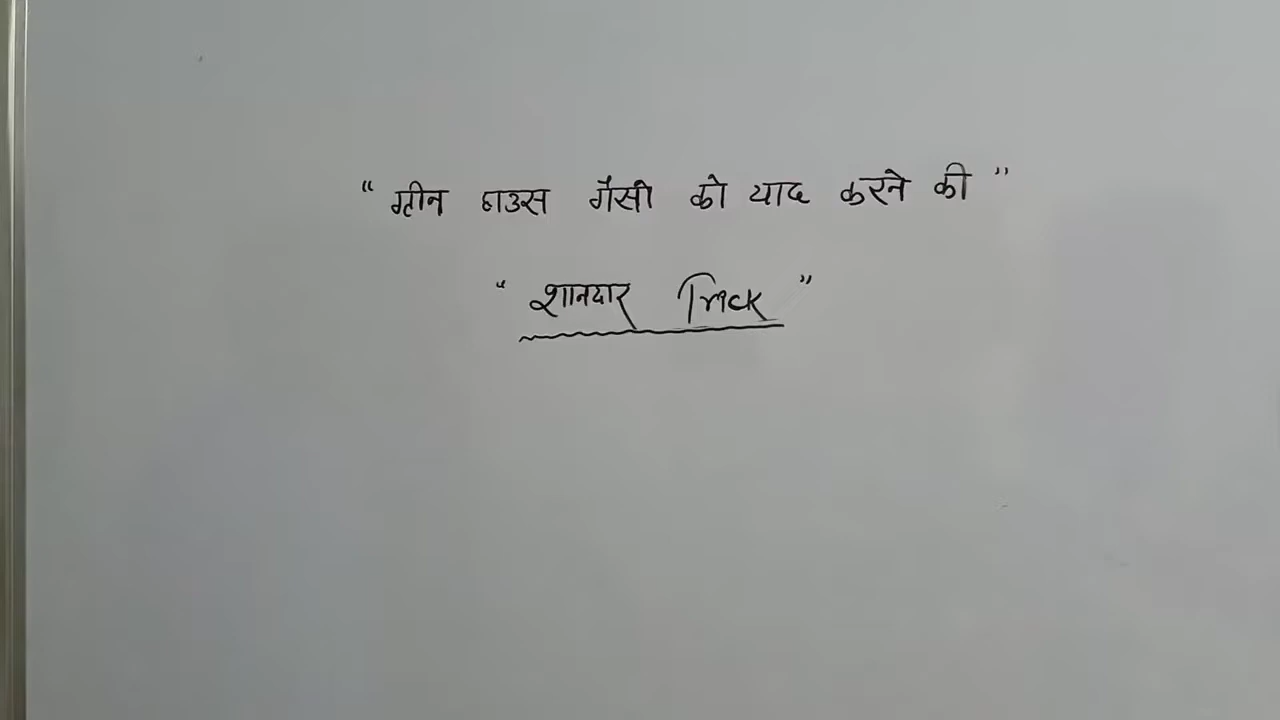 “ ग्रीन हाउस गैसों को याद करने की ”
“ शानदार Trick ”